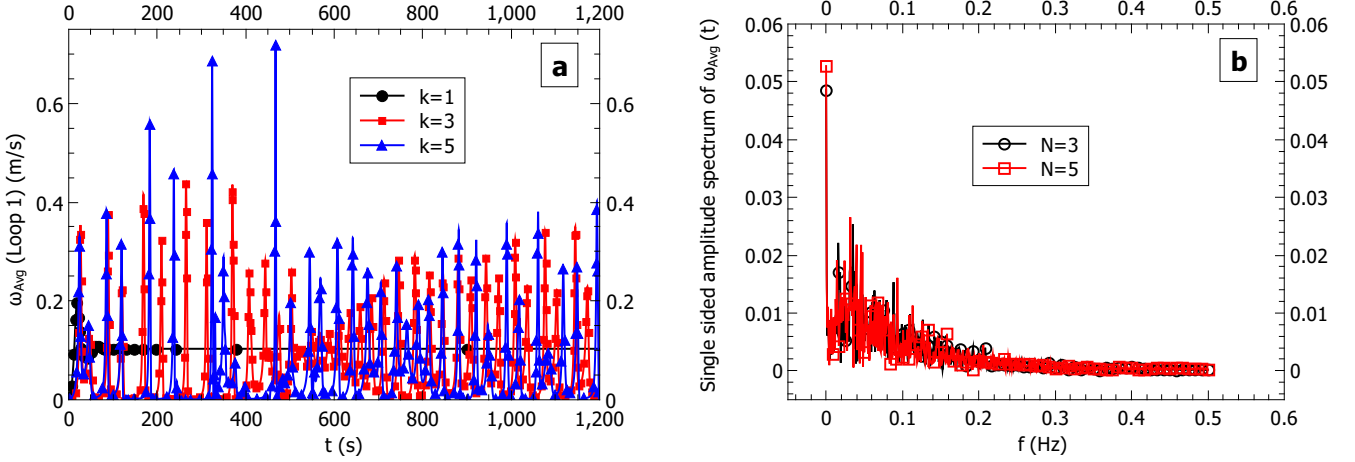 0 200 400 600 800 1,000 1,200
0 0.2 0.4 0.6
ω_Avg (Loop 1) (m/s)
a
k=1
k=3
k=5
0 0.2 0.4 0.6
0 200 400 600 800 1,000 1,200
t (s)
0 0.1 0.2 0.3 0.4 0.5 0.6
0 0.01 0.02 0.03 0.04 0.05 0.06
Single sided amplitude spectrum of ω_Avg (t)
b
N=3
N=5
0 0.01 0.02 0.03 0.04 0.05 0.06
0 0.1 0.2 0.3 0.4 0.5 0.6
f (Hz)